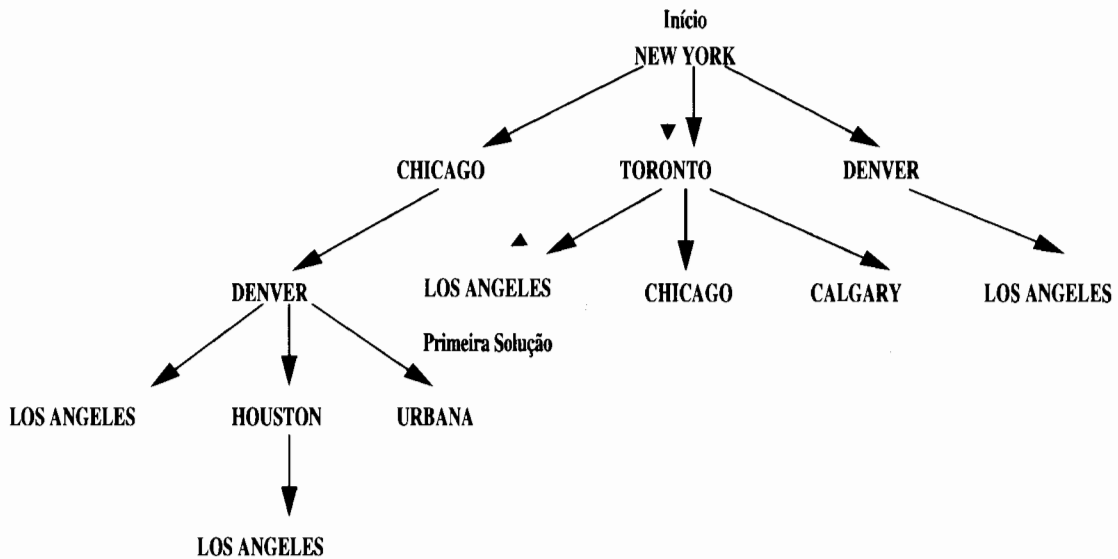 Início
NEW YORK
CHICAGO
TORONTO
DENVER
DENVER
LOS ANGELES
CHICAGO
CALGARY
LOS ANGELES
Primeira Solução
LOS ANGELES
HOUSTON
URBANA
LOS ANGELES